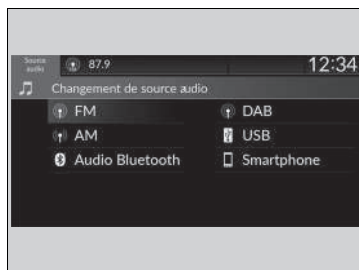 Source audio
87.9
12:34
Changement de source audio
FM
DAB
AM
USB
Audio Bluetooth
Smartphone